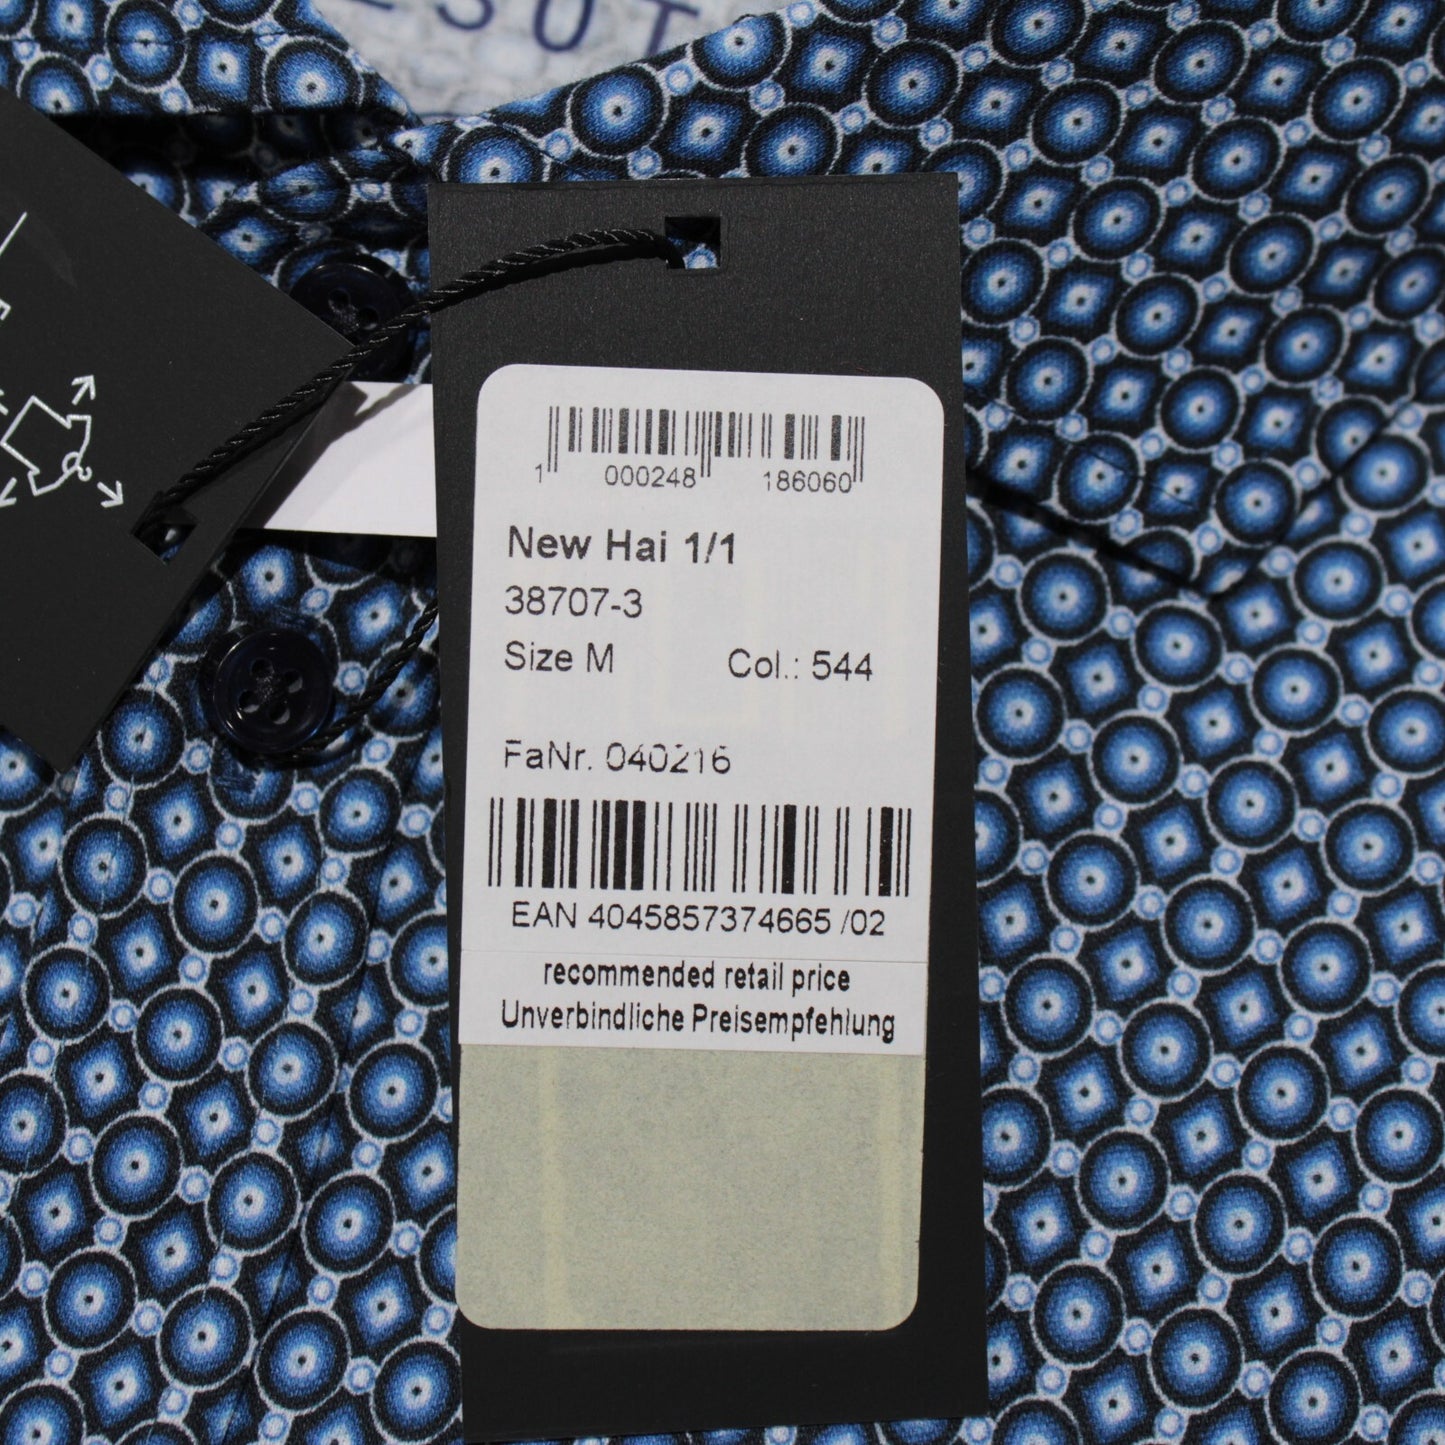 1 000248 186060
New Hai 1/1
38707-3
Size M Col.: 544
FaNr. 040216
EAN 4045857374665 /02
recommended retail price
Unverbindliche Preisempfehlung